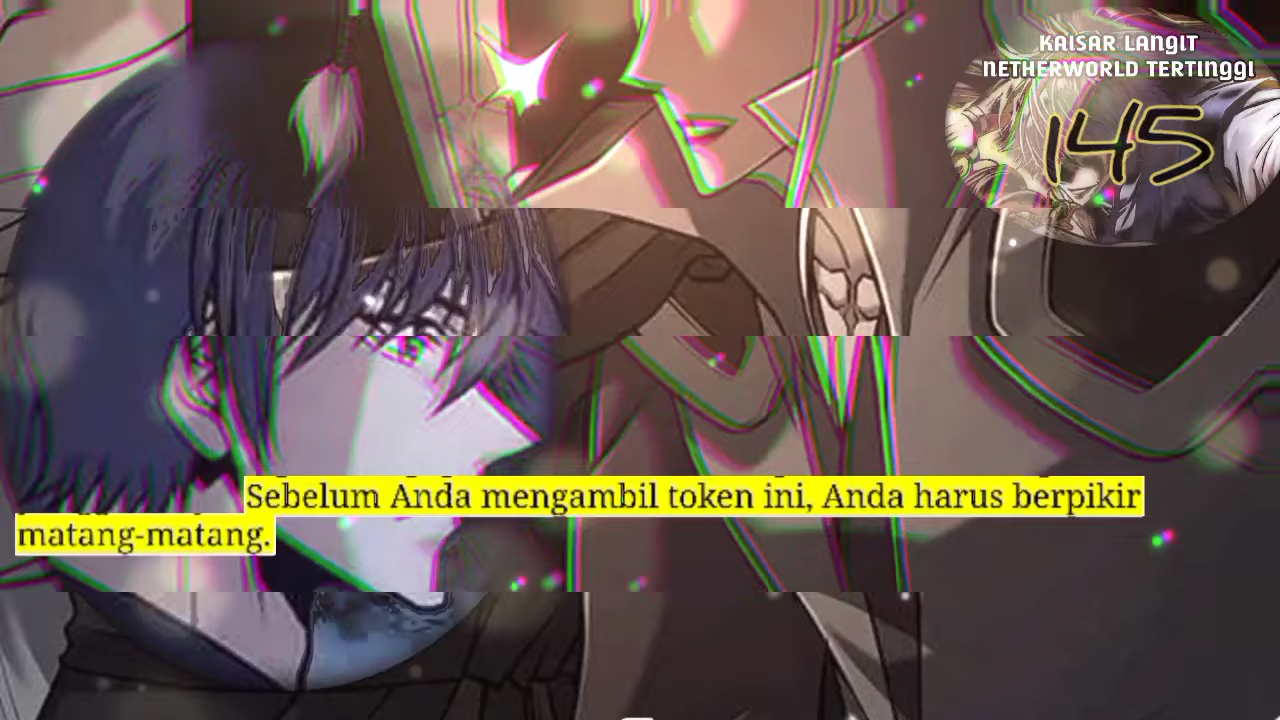 KAISAR LANGIT
NETHERWORLD TERTINGGI
145
Sebelum Anda mengambil token ini, Anda harus berpikir
matang-matang.